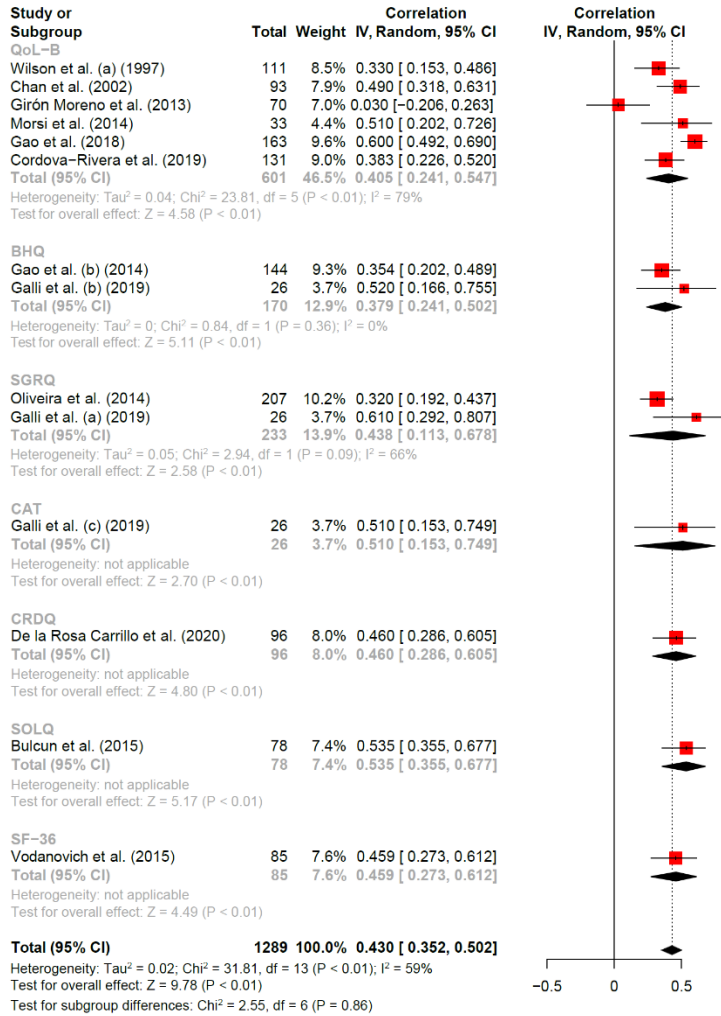 Study or Correlation Correlation
Subgroup Total Weight IV, Random, 95% CI IV, Random, 95% CI
QoL−B
Wilson et al. (a) (1997) 111 8.5% 0.330 [ 0.153, 0.486]
Chan et al. (2002) 93 7.9% 0.490 [ 0.318, 0.631]
Girón Moreno et al. (2013) 70 7.0% 0.030 [−0.206, 0.263]
Morsi et al. (2014) 33 4.4% 0.510 [ 0.202, 0.726]
Gao et al. (2018) 163 9.6% 0.600 [ 0.492, 0.690]
Cordova-Rivera et al. (2019) 131 9.0% 0.383 [ 0.226, 0.520]
Total (95% CI) 601 46.5% 0.405 [ 0.241, 0.547]
Heterogeneity: Tau² = 0.04; Chi² = 23.81, df = 5 (P < 0.01); I² = 79%
Test for overall effect: Z = 4.58 (P < 0.01)
BHQ
Gao et al. (b) (2014) 144 9.3% 0.354 [ 0.202, 0.489]
Galli et al. (b) (2019) 26 3.7% 0.520 [ 0.166, 0.755]
Total (95% CI) 170 12.9% 0.379 [ 0.241, 0.502]
Heterogeneity: Tau² = 0; Chi² = 0.84, df = 1 (P = 0.36); I² = 0%
Test for overall effect: Z = 5.11 (P < 0.01)
SGRQ
Oliveira et al. (2014) 207 10.2% 0.320 [ 0.192, 0.437]
Galli et al. (a) (2019) 26 3.7% 0.610 [ 0.292, 0.807]
Total (95% CI) 233 13.9% 0.438 [ 0.113, 0.678]
Heterogeneity: Tau² = 0.05; Chi² = 2.94, df = 1 (P = 0.09); I² = 66%
Test for overall effect: Z = 2.58 (P < 0.01)
CAT
Galli et al. (c) (2019) 26 3.7% 0.510 [ 0.153, 0.749]
Total (95% CI) 26 3.7% 0.510 [ 0.153, 0.749]
Heterogeneity: not applicable
Test for overall effect: Z = 2.70 (P < 0.01)
CRDQ
De la Rosa Carrillo et al. (2020) 96 8.0% 0.460 [ 0.286, 0.605]
Total (95% CI) 96 8.0% 0.460 [ 0.286, 0.605]
Heterogeneity: not applicable
Test for overall effect: Z = 4.80 (P < 0.01)
SOLQ
Bulcun et al. (2015) 78 7.4% 0.535 [ 0.355, 0.677]
Total (95% CI) 78 7.4% 0.535 [ 0.355, 0.677]
Heterogeneity: not applicable
Test for overall effect: Z = 5.17 (P < 0.01)
SF−36
Vodanovich et al. (2015) 85 7.6% 0.459 [ 0.273, 0.612]
Total (95% CI) 85 7.6% 0.459 [ 0.273, 0.612]
Heterogeneity: not applicable
Test for overall effect: Z = 4.49 (P < 0.01)
Total (95% CI) 1289 100.0% 0.430 [ 0.352, 0.502]
Heterogeneity: Tau² = 0.02; Chi² = 31.81, df = 13 (P < 0.01); I² = 59%
Test for overall effect: Z = 9.78 (P < 0.01)
Test for subgroup differences: Chi² = 2.55, df = 6 (P = 0.86)
−0.5 0 0.5